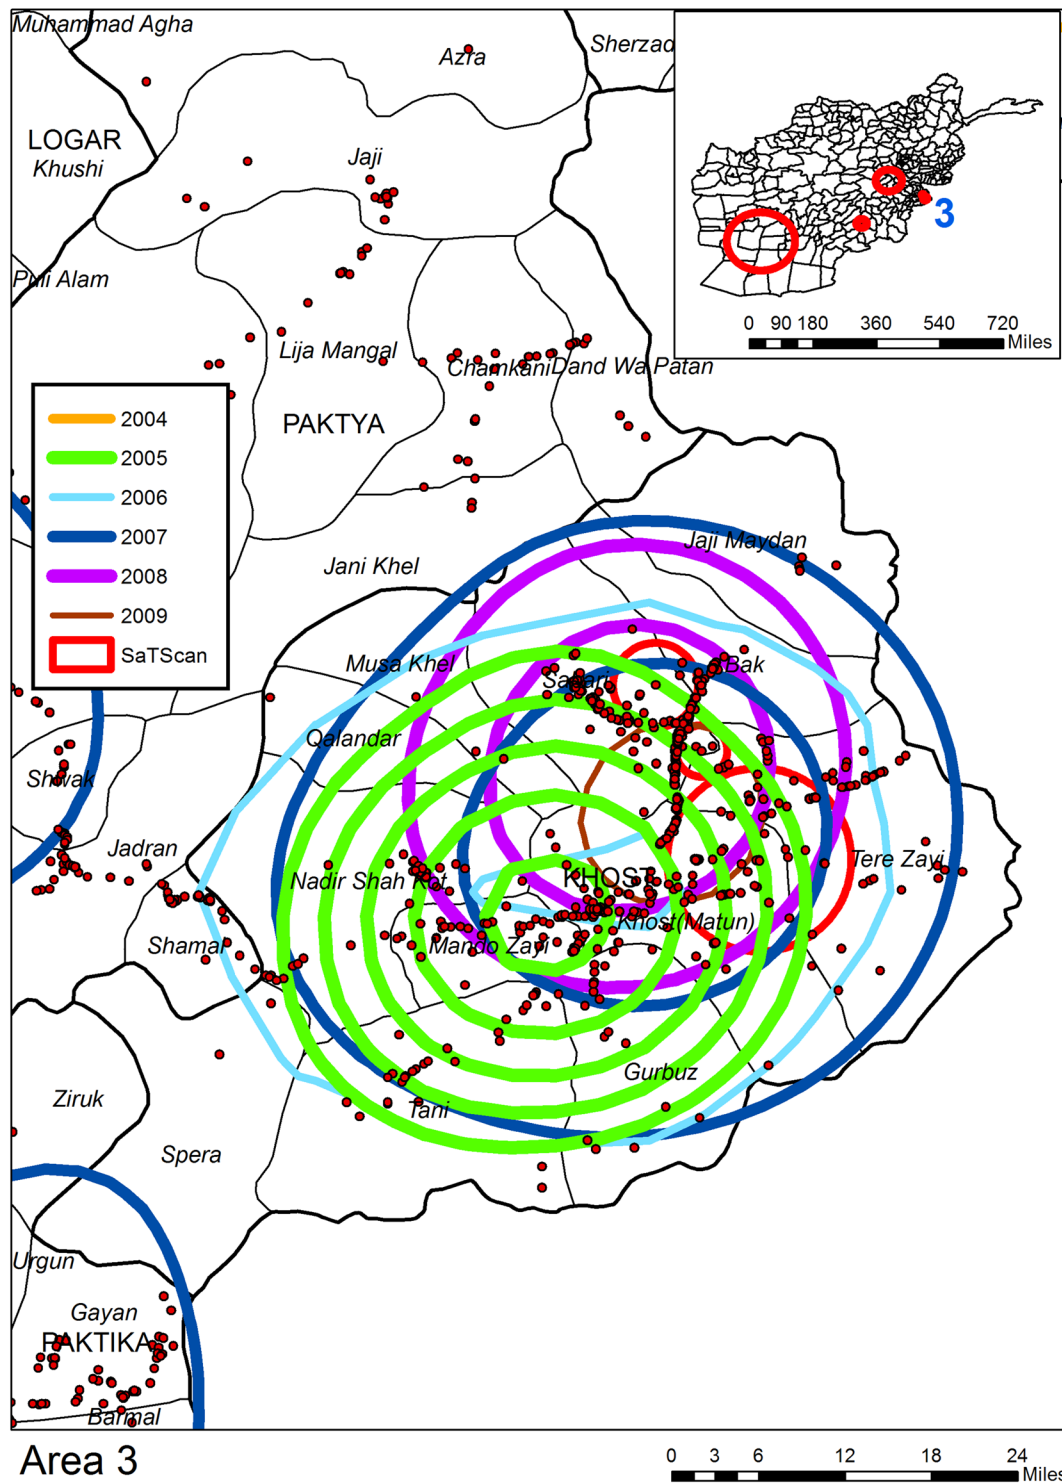 Muhammad Agha
Azra
Sherzad
LOGAR
Khushi
Jaji
3
0 90 180 360 540 720
Miles
Puli Alam
Lija Mangal
Chamkani
Dand Wa Patan
PAKTYA
2004
2005
2006
2007
2008
2009
SaTScan
Jaji Maydan
Jani Khel
Musa Khel
Sabari
Bak
Qalandar
Shwak
Jadran
Nadir Shah Kot
KHOST
Tere Zayi
Khost(Matun)
Shamal
Mando Zayi
Gurbuz
Ziruk
Tani
Spera
Urgun
Gayan
PAKTIKA
Barmal
Area 3
0 3 6 12 18 24
Miles